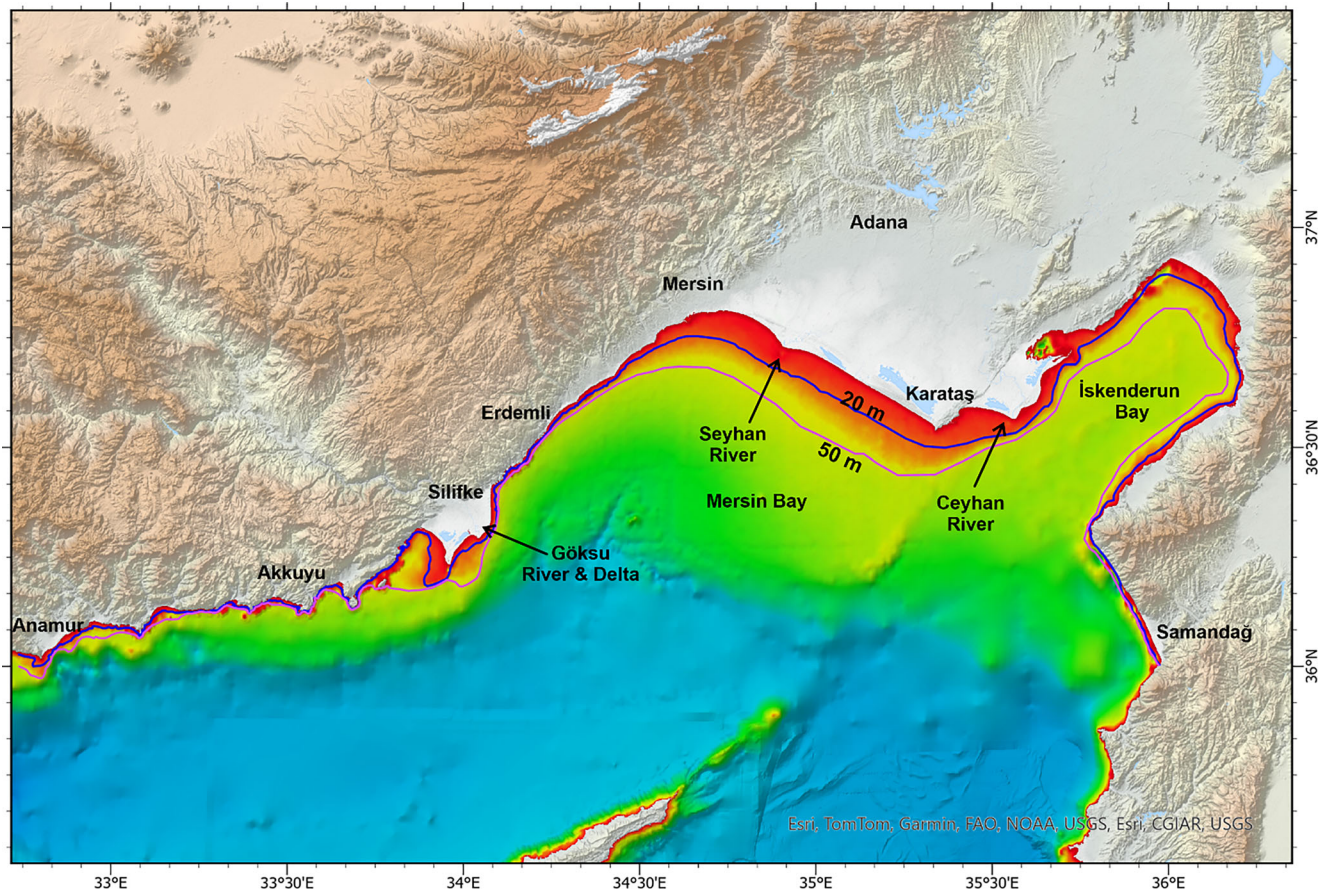 Adana
37°N
Mersin
Karataş
İskenderun
Bay
20 m
Erdemli
Seyhan
River
50 m
36°30'N
Silifke
Mersin Bay
Ceyhan
River
Göksu
River & Delta
Akkuyu
Anamur
Samandağ
36°N
Esri, TomTom, Garmin, FAO, NOAA, USGS, Esri, CGIAR, USGS
33°E
33°30'E
34°E
34°30'E
35°E
35°30'E
36°E